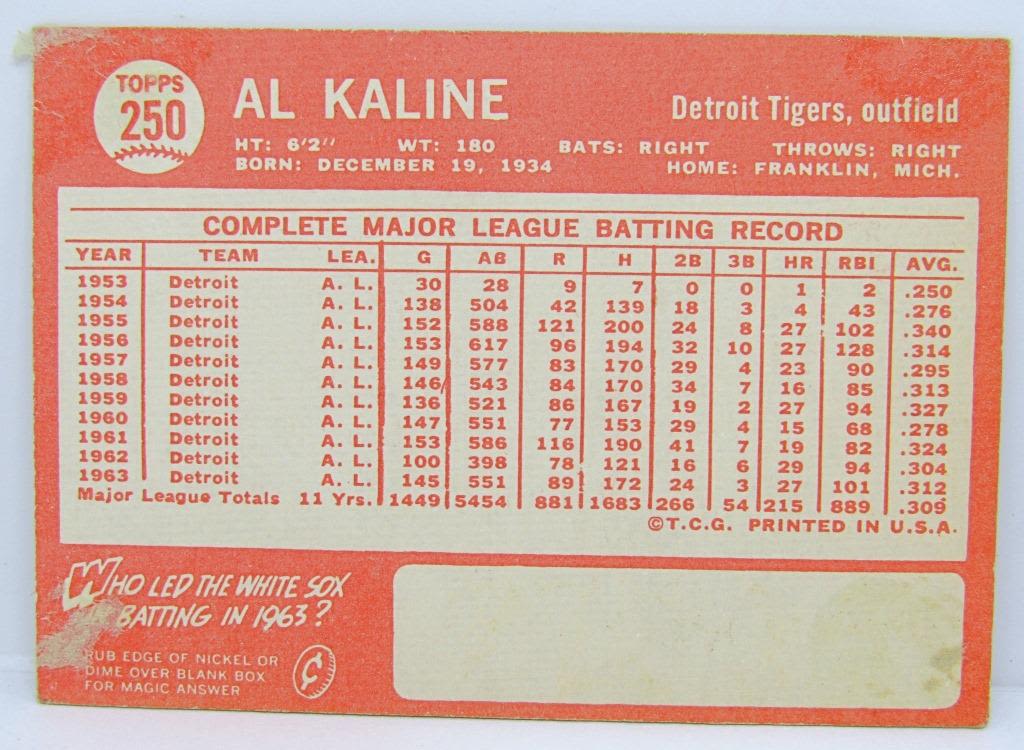 TOPPS
250
AL KALINE
Detroit Tigers, outfield
HT: 6'2" WT: 180 BATS: RIGHT THROWS: RIGHT
BORN: DECEMBER 19, 1934 HOME: FRANKLIN, MICH.
COMPLETE MAJOR LEAGUE BATTING RECORD
YEAR TEAM LEA. G AB R H 2B 3B HR RBI AVG.
1953 Detroit A. L. 30 28 9 7 0 0 1 2 .250
1954 Detroit A. L. 138 504 42 139 18 3 4 43 .276
1955 Detroit A. L. 152 588 121 200 24 8 27 102 .340
1956 Detroit A. L. 153 617 96 194 32 10 27 128 .314
1957 Detroit A. L. 149 577 83 170 29 4 23 90 .295
1958 Detroit A. L. 146 543 84 170 34 7 16 85 .313
1959 Detroit A. L. 136 521 86 167 19 2 27 94 .327
1960 Detroit A. L. 147 551 77 153 29 4 15 68 .278
1961 Detroit A. L. 153 586 116 190 41 7 19 82 .324
1962 Detroit A. L. 100 398 78 121 16 6 29 94 .304
1963 Detroit A. L. 145 551 89 172 24 3 27 101 .312
Major League Totals 11 Yrs. 1449 5454 881 1683 266 54 215 889 .309
©T.C.G. PRINTED IN U.S.A.
WHO LED THE WHITE SOX
IN BATTING IN 1963?
RUB EDGE OF NICKEL OR
DIME OVER BLANK BOX
FOR MAGIC ANSWER
¢